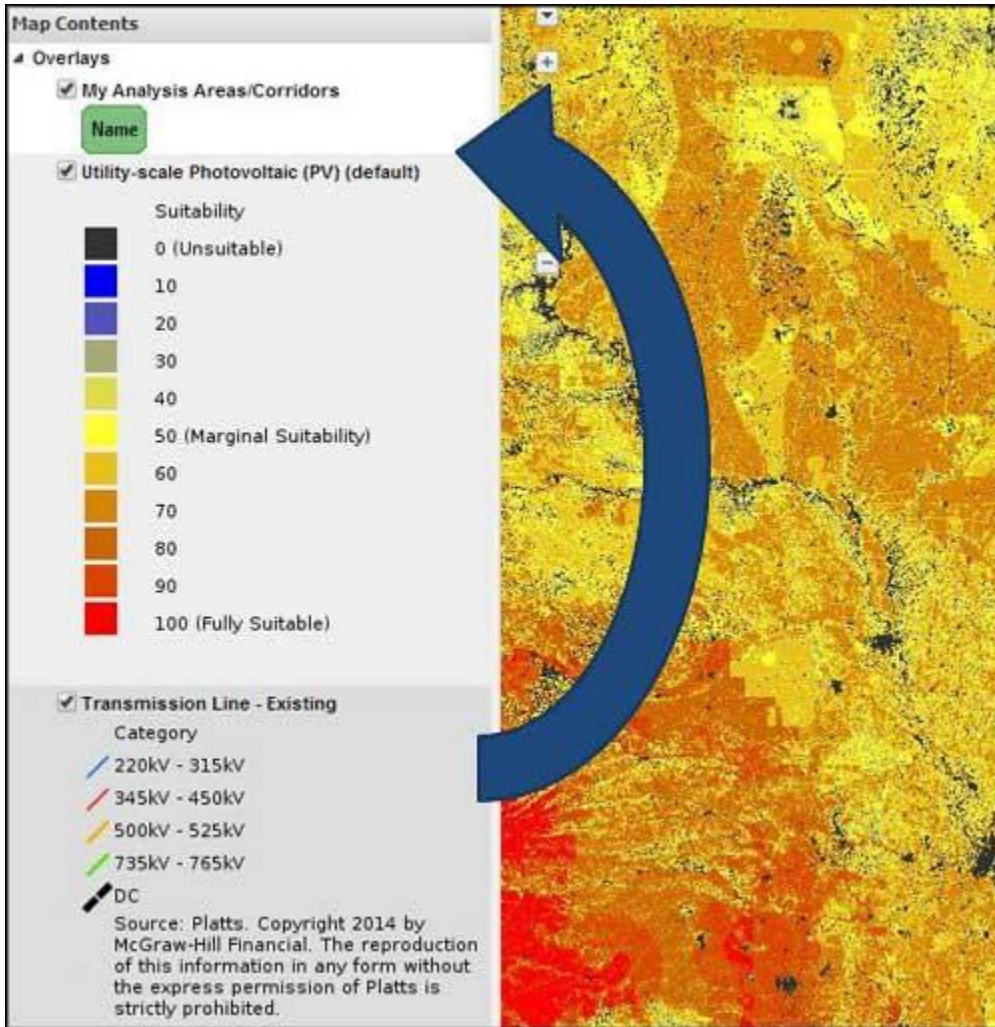 Map Contents
Overlays
My Analysis Areas/Corridors
Name
Utility-scale Photovoltaic (PV) (default)
Suitability
0 (Unsuitable)
10
20
30
40
50 (Marginal Suitability)
60
70
80
90
100 (Fully Suitable)
Transmission Line - Existing
Category
220kV - 315kV
345kV - 450kV
500kV - 525kV
735kV - 765kV
DC
Source: Platts. Copyright 2014 by
McGraw-Hill Financial. The reproduction
of this information in any form without
the express permission of Platts is
strictly prohibited.